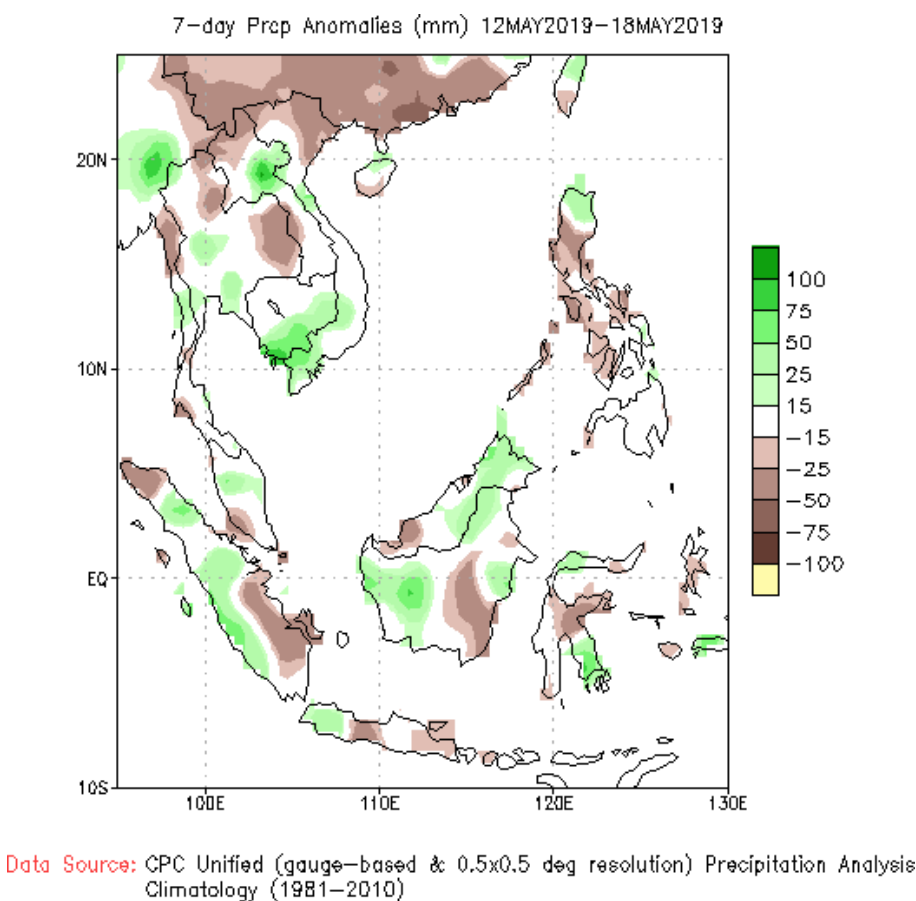 7-day Prcp Anomalies (mm) 12MAY2019-18MAY2019
20N
10N
EQ
10S
100E 110E 120E 130E
100
75
50
25
15
-15
-25
-50
-75
-100
Data Source: CPC Unified (gauge-based & 0.5x0.5 deg resolution) Precipitation Analysis
Climatology (1981-2010)